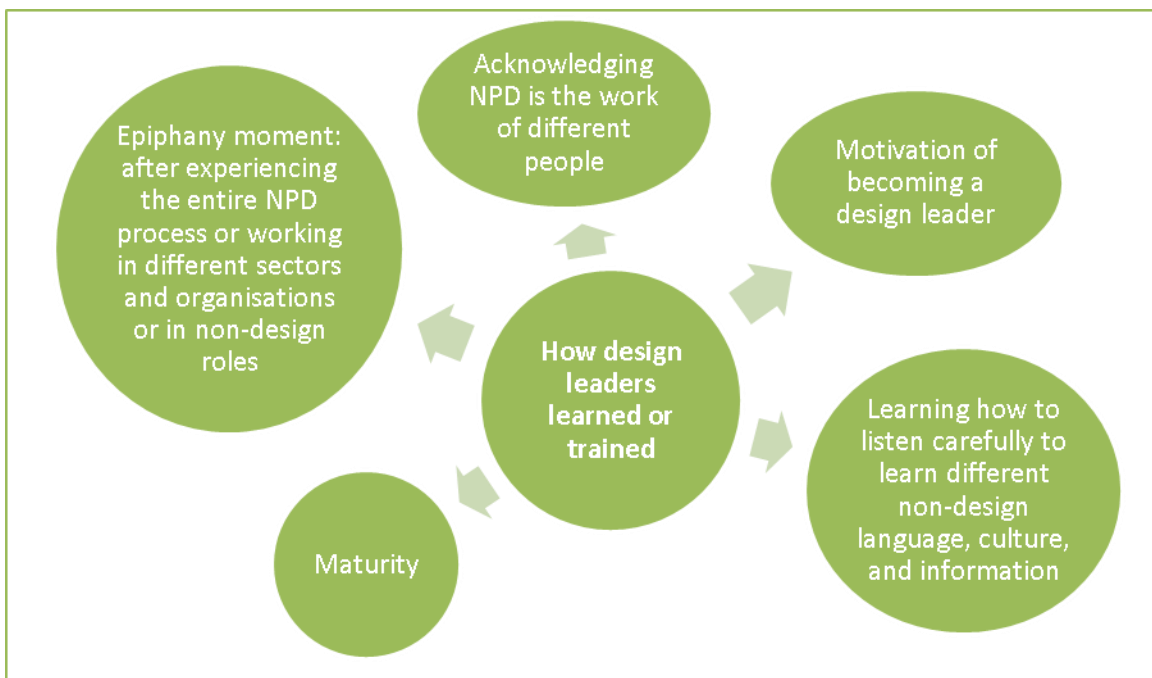 Acknowledging
NPD is the work
of different
people
Epiphany moment:
after experiencing
the entire NPD
process or working
in different sectors
and organisations
or in non-design
roles
Motivation of
becoming a
design leader
How design
leaders
learned or
trained
Learning how to
listen carefully to
learn different
non-design
language, culture,
and information
Maturity